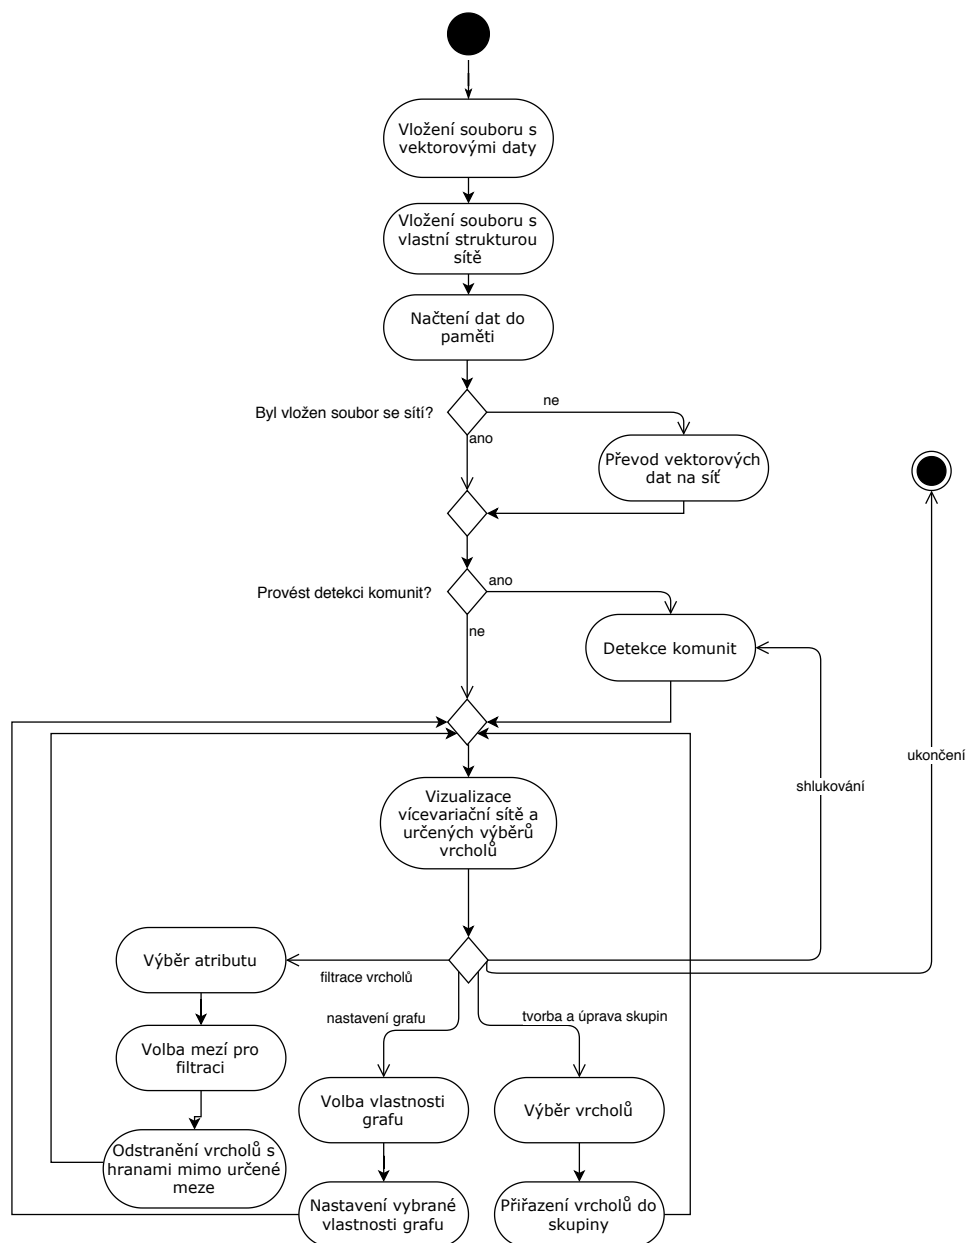 Vložení souboru s
vektorovými daty
Vložení souboru s
vlastní strukturou
sítě
Načtení dat do
paměti
Byl vložen soubor se sítí?
ne
ano
Převod vektorových
dat na síť
Provést detekci komunit?
ano
ne
Detekce komunit
ukončení
shlukování
Vizualizace
vícevariační sítě a
určených výběrů
vrcholů
Výběr atributu
filtrace vrcholů
nastavení grafu
tvorba a úprava skupin
Volba mezí pro
filtraci
Volba vlastnosti
grafu
Výběr vrcholů
Odstranění vrcholů s
hranami mimo určené
meze
Nastavení vybrané
vlastnosti grafu
Přiřazení vrcholů do
skupiny